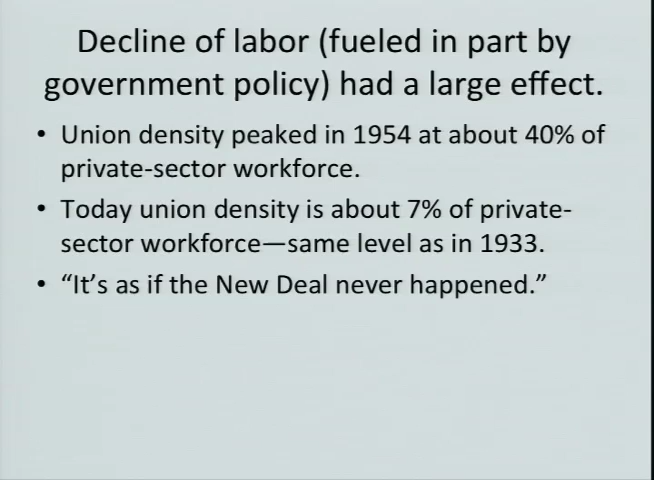 Decline of labor (fueled in part by
government policy) had a large effect.
• Union density peaked in 1954 at about 40% of
private-sector workforce.
• Today union density is about 7% of private-
sector workforce—same level as in 1933.
• “It’s as if the New Deal never happened.”